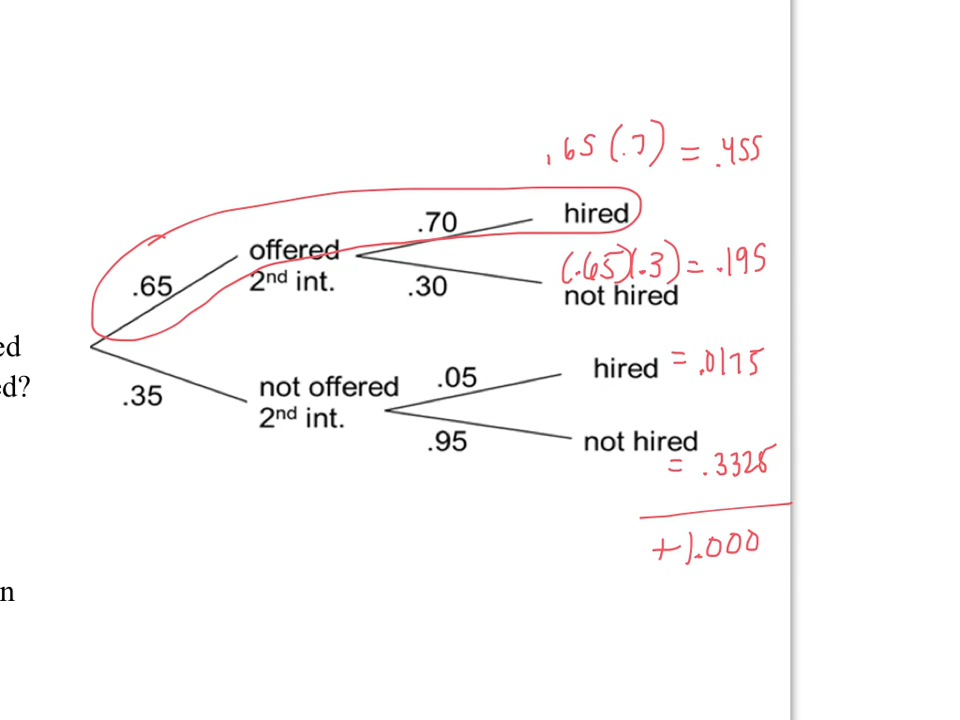 .65 (.7) = .455
.70
hired
offered
2nd int.
.65
(.65)(.3) = .195
.30
not hired
ed
hired = .0175
d?
.35
not offered
2nd int.
.05
.95
not hired
= .3325
+1.000
n